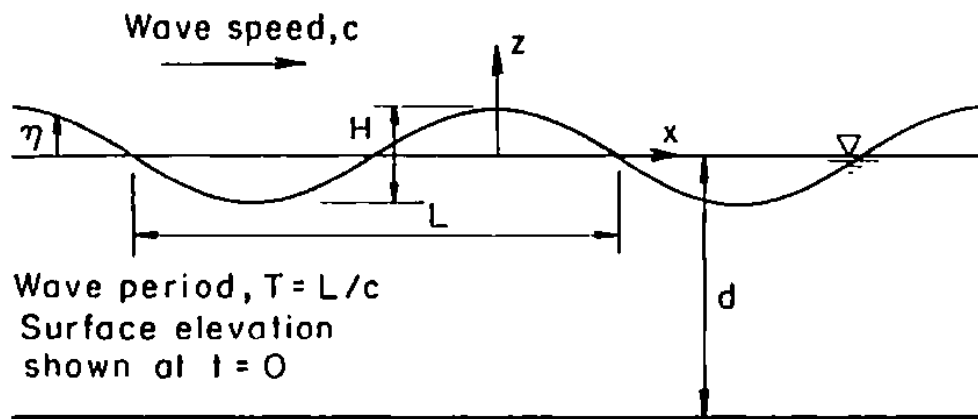 Wave speed, c
z
η
H
x
L
d
Wave period, T = L/c
Surface elevation
shown at t = 0